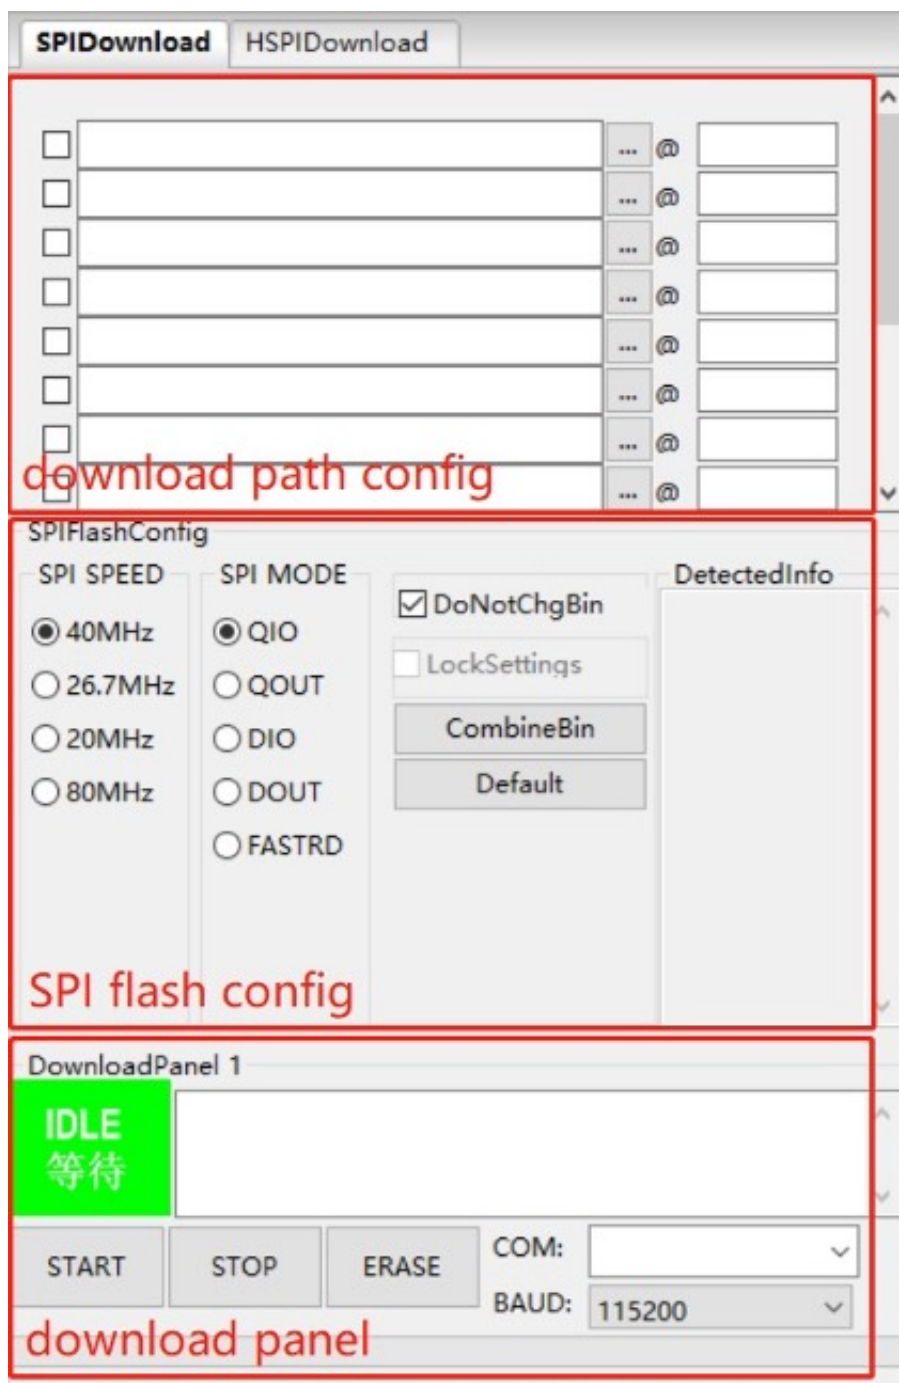 SPIDownload HSPIDownload
... @
... @
... @
... @
... @
... @
... @
... @
download path config
SPIFlashConfig
SPI SPEED SPI MODE DetectedInfo
DoNotChgBin
40MHz QIO
LockSettings
26.7MHz QOUT
CombineBin
20MHz DIO
Default
80MHz DOUT
FASTRD
SPI flash config
DownloadPanel 1
IDLE
等待
START STOP ERASE COM:
BAUD: 115200
download panel